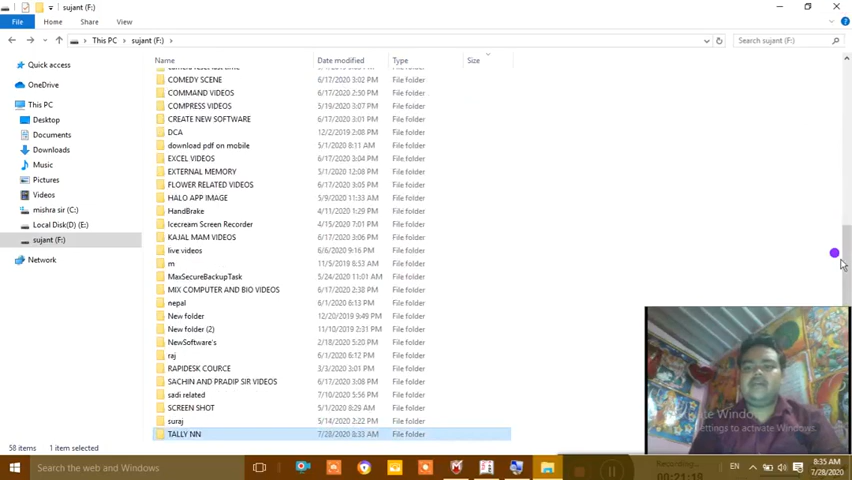 sujant (F:)
File Home Share View
This PC sujant (F:)
Search sujant (F:)
Name Date modified Type Size
Quick access
OneDrive
This PC
Desktop
Documents
Downloads
Music
Pictures
Videos
mishra sir (C:)
Local Disk(D) (E:)
sujant (F:)
Network
COMEDY SCENE 6/17/2020 3:02 PM File folder
COMMAND VIDEOS 6/17/2020 2:50 PM File folder
COMPRESS VIDEOS 5/19/2020 3:07 PM File folder
CREATE NEW SOFTWARE 6/17/2020 3:01 PM File folder
DCA 12/2/2019 2:08 PM File folder
download pdf on mobile 5/1/2020 8:11 AM File folder
EXCEL VIDEOS 6/17/2020 3:04 PM File folder
EXTERNAL MEMORY 5/1/2020 12:08 PM File folder
FLOWER RELATED VIDEOS 6/17/2020 3:05 PM File folder
HALO APP IMAGE 5/9/2020 11:33 AM File folder
HandBrake 4/11/2020 1:29 PM File folder
Icecream Screen Recorder 4/15/2020 7:01 PM File folder
KAJAL MAM VIDEOS 6/17/2020 3:06 PM File folder
live videos 6/6/2020 9:16 PM File folder
m 11/5/2019 6:53 AM File folder
MaxSecureBackupTask 5/24/2020 11:01 AM File folder
MIX COMPUTER AND BIO VIDEOS 6/17/2020 2:38 PM File folder
nepal 6/1/2020 6:13 PM File folder
New folder 12/20/2019 9:49 PM File folder
New folder (2) 11/10/2019 2:31 PM File folder
NewSoftware's 2/18/2020 5:20 PM File folder
raj 6/1/2020 6:12 PM File folder
RAPIDESK COURCE 3/3/2020 3:01 PM File folder
SACHIN AND PRADIP SIR VIDEOS 6/17/2020 3:08 PM File folder
sadi related 7/10/2020 5:56 PM File folder
SCREEN SHOT 5/1/2020 8:29 AM File folder
suraj 5/14/2020 2:22 PM File folder
TALLY NN 7/28/2020 8:33 AM File folder
Windows
settings to activate Windows.
58 items 1 item selected
Recording...
00:21:19
Search the web and Windows
EN
8:35 AM
7/28/2020